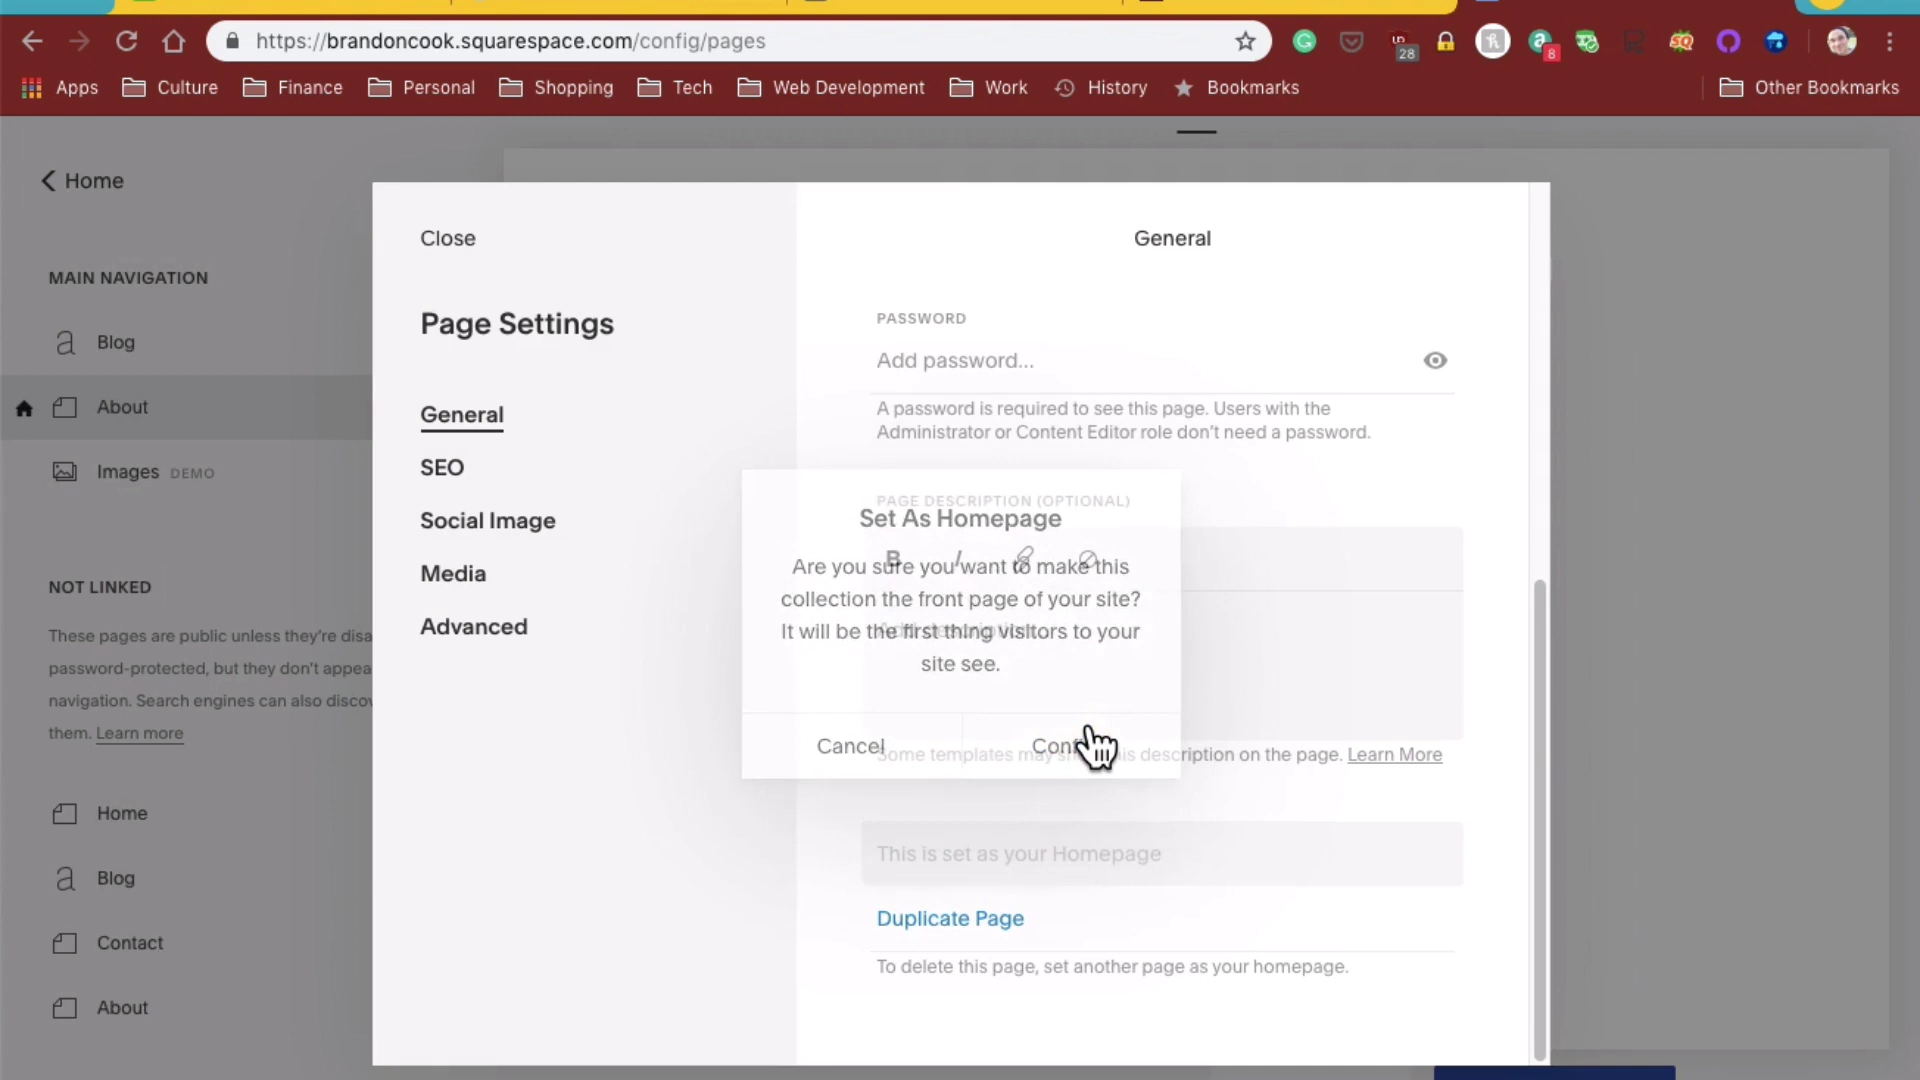 https://brandoncook.squarespace.com/config/pages
28
8
Apps
Culture
Finance
Personal
Shopping
Tech
Web Development
Work
History
Bookmarks
Other Bookmarks
Home
MAIN NAVIGATION
Blog
About
Images DEMO
NOT LINKED
These pages are public unless they're disa
password-protected, but they don't appea
navigation. Search engines can also discov
them. Learn more
Home
Blog
Contact
About
Close
Page Settings
General
SEO
Social Image
Media
Advanced
General
PASSWORD
Add password...
A password is required to see this page. Users with the
Administrator or Content Editor role don't need a password.
PAGE DESCRIPTION (OPTIONAL)
Set As Homepage
Are you sure you want to make this
collection the front page of your site?
It will be the first thing visitors to your
site see.
Cancel
Conf
Some templates may sh is description on the page. Learn More
This is set as your Homepage
Duplicate Page
To delete this page, set another page as your homepage.